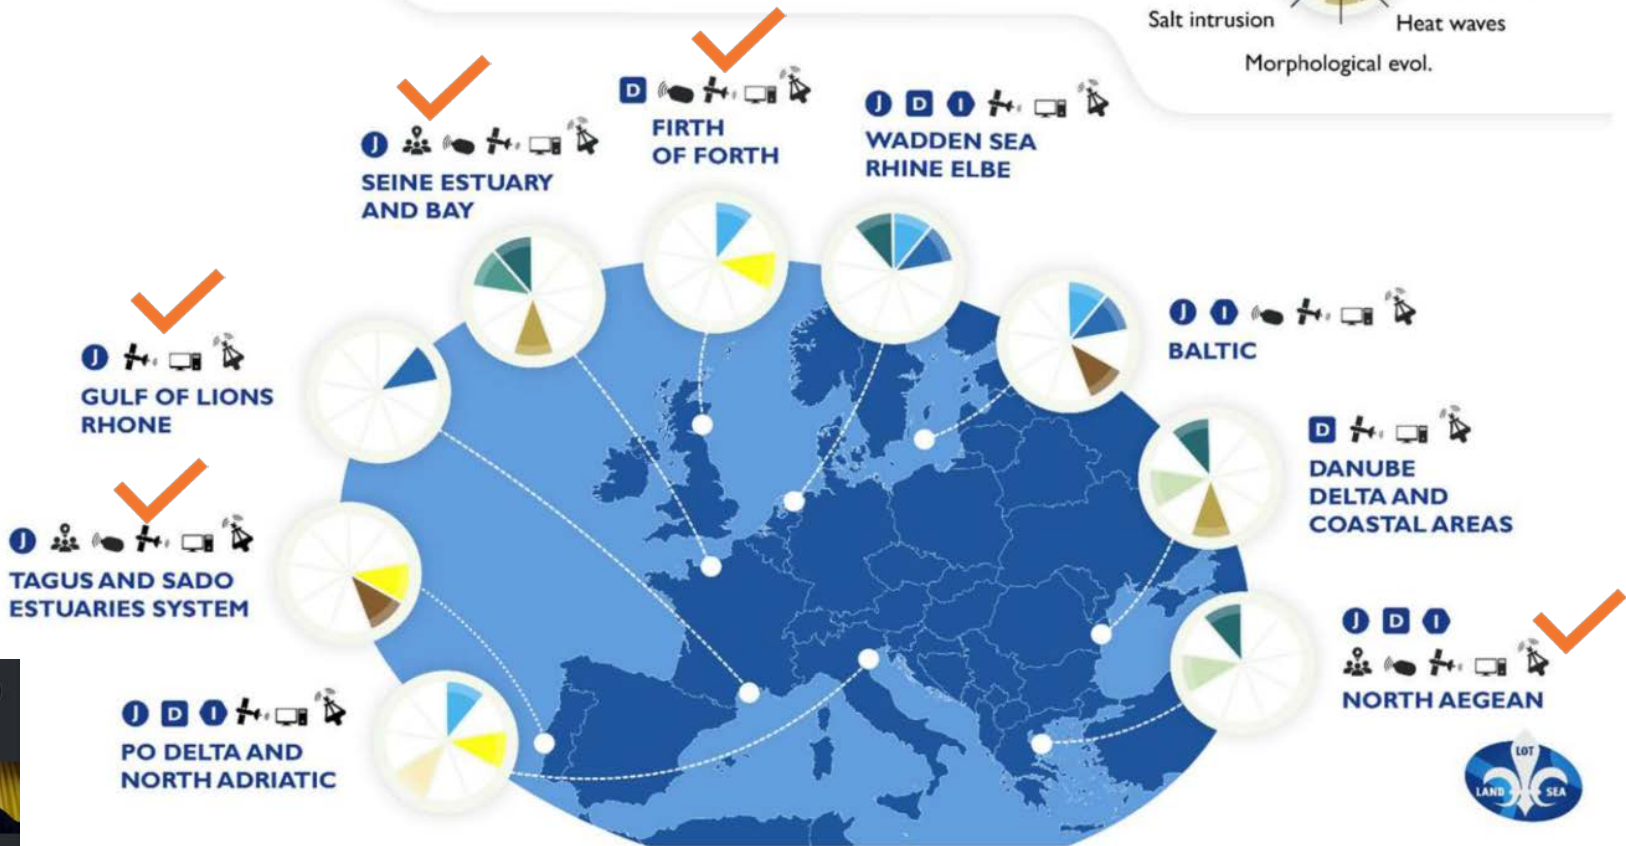 Salt intrusion
Heat waves
Morphological evol.
D
FIRTH
OF FORTH
J D I
WADDEN SEA
RHINE ELBE
J
SEINE ESTUARY
AND BAY
J I
BALTIC
J
GULF OF LIONS
RHONE
D
DANUBE
DELTA AND
COASTAL AREAS
J
TAGUS AND SADO
ESTUARIES SYSTEM
J D I
NORTH AEGEAN
J D I
PO DELTA AND
NORTH ADRIATIC
LOT
LAND SEA